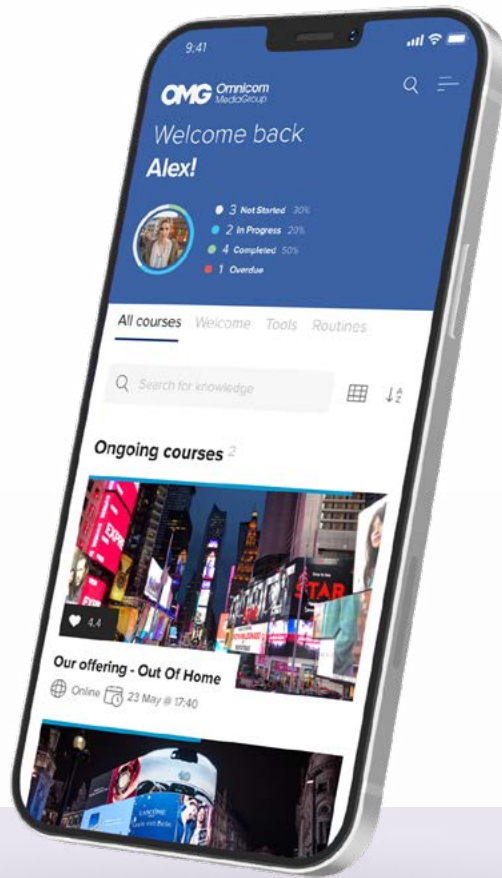 9:41
OMG Omnicom
MediaGroup
Welcome back
Alex!
3 Not Started 30%
2 In Progress 20%
4 Completed 50%
1 Overdue
All courses Welcome Tools Routines
Search for knowledge
Ongoing courses 2
STAR
4.4
Our offering - Out Of Home
Online 23 May @ 17:40
LANCOME